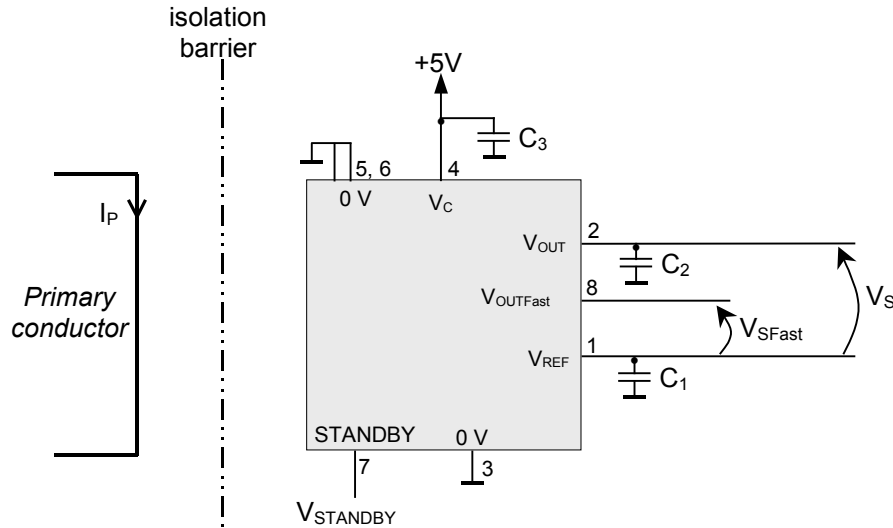 isolation
barrier
+5V
C3
5, 6
4
0 V
VC
IP
Primary
conductor
VOUT
2
C2
VOUTFast
8
VS
VSFast
VREF
1
C1
STANDBY
0 V
7
3
VSTANDBY